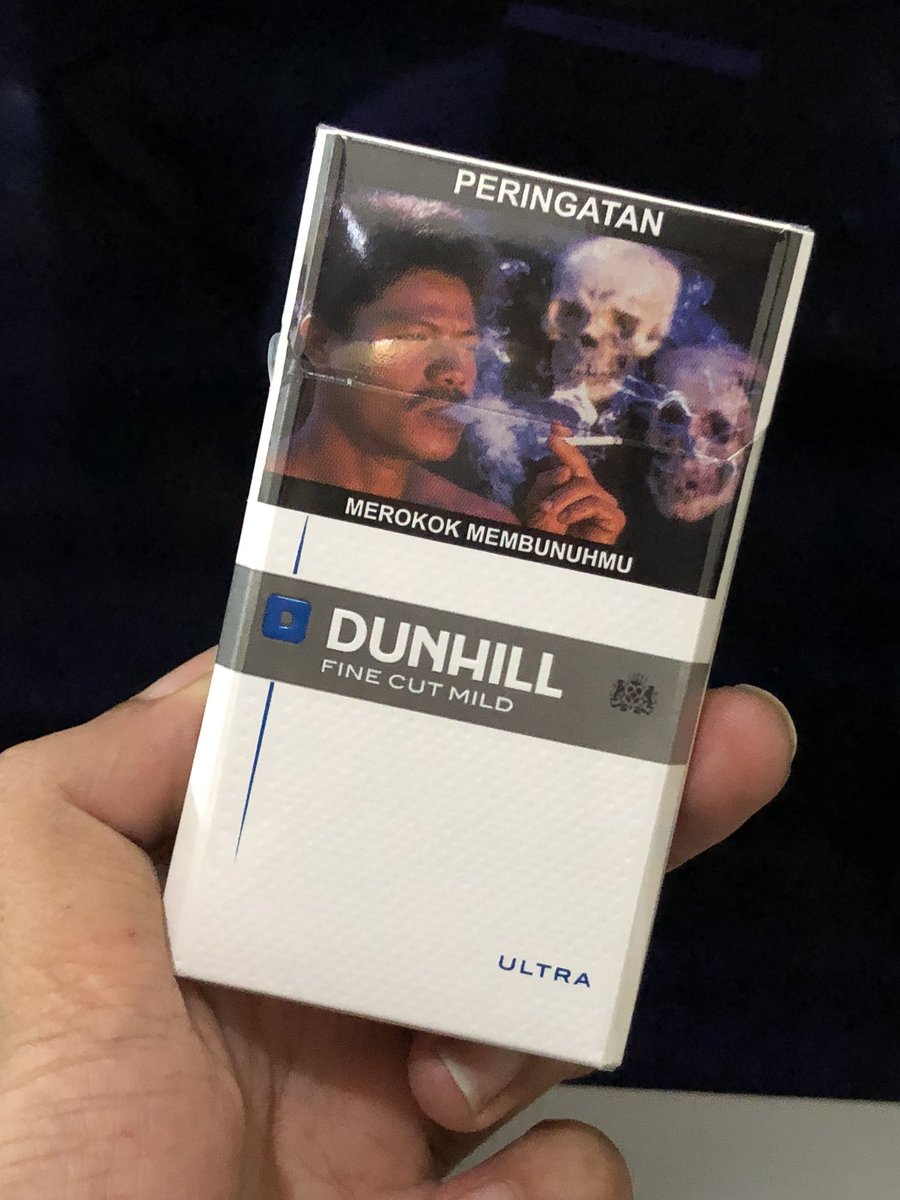 PERINGATAN
MEROKOK MEMBUNUHMU
D
DUNHILL
FINE CUT MILD
ULTRA